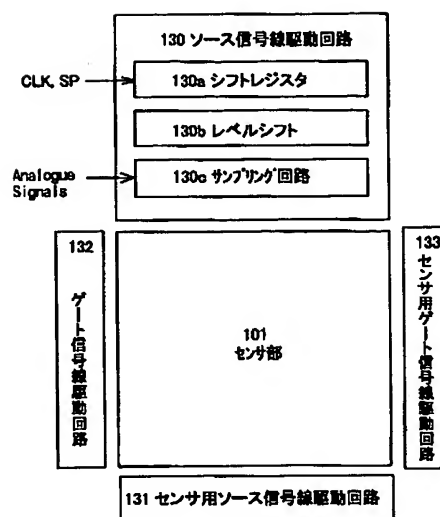 130 ソース信号線駆動回路
CLK, SP
130a シフトレジスタ
130b レベルシフト
Analogue
Signals
130c サンプリング回路
132
ゲート信号線駆動回路
101
センサ部
133
センサ用ゲート信号線駆動回路
131 センサ用ソース信号線駆動回路